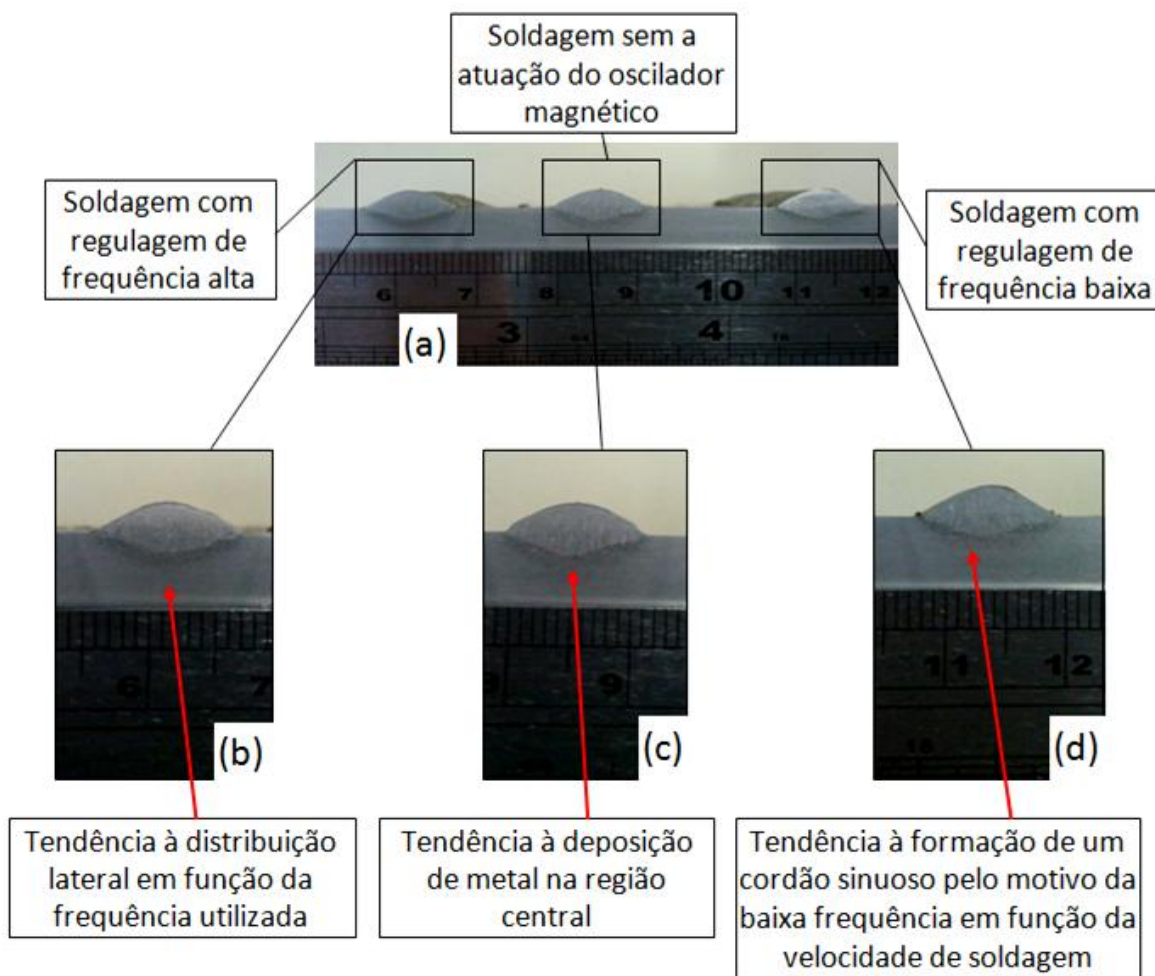 Soldagem sem a
atuação do oscilador
magnético
Soldagem com
regulagem de
frequência alta
Soldagem com
regulagem de
frequência baixa
6 7 8 9 10 11 12
3 4
(a)
6 7
(b)
9
(c)
11 12
(d)
Tendência à distribuição
lateral em função da
frequência utilizada
Tendência à deposição
de metal na região
central
Tendência à formação de um
cordão sinuoso pelo motivo da
baixa frequência em função da
velocidade de soldagem